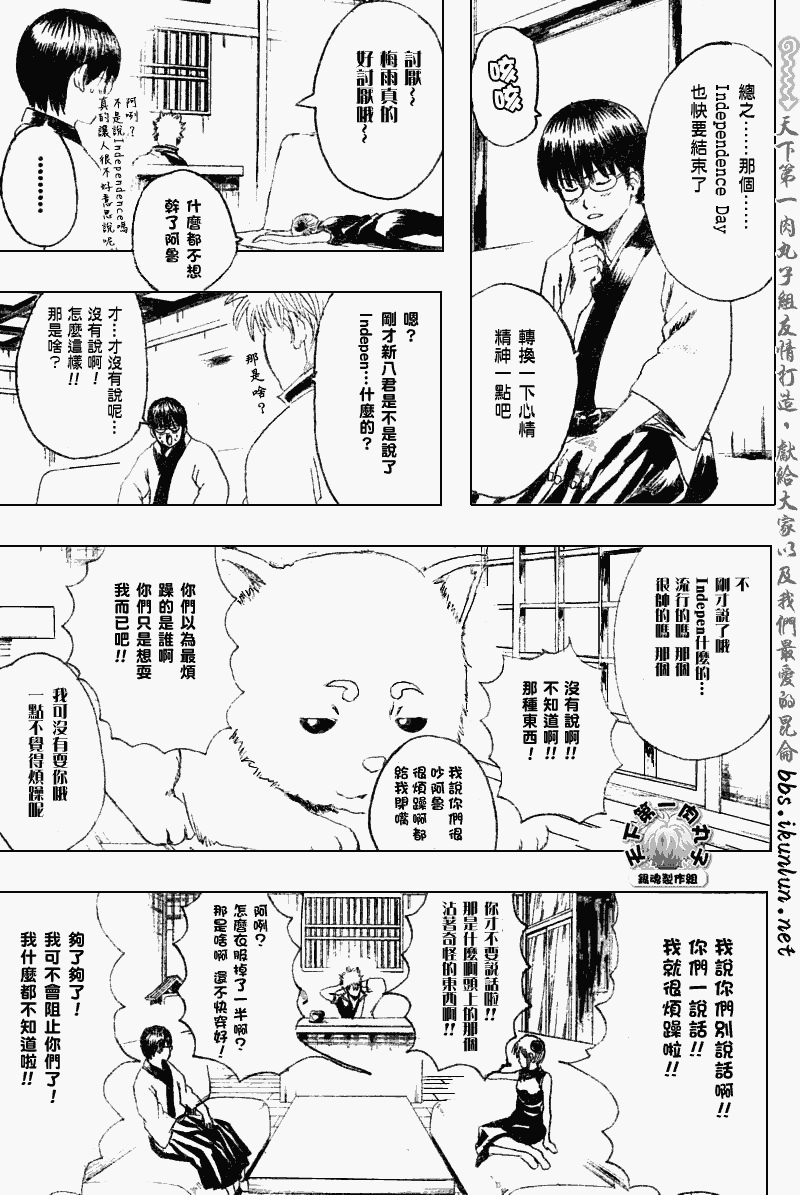 總之……那個……
Independence Day
也快要結束了
咳咳
轉換一下心情
精神一點吧
討厭~
梅雨真的
好討厭哦~
什麼都不想
幹了阿魯
阿咧?
不是說Independence嗎
真的讓人很不好意思說呢
………
嗯?
剛才新八君是不是說了
Indepen…什麼的?
那是啥?
才…才沒有說呢…
沒有說啊!
怎麼這樣!!
那是啥?
不
剛才說了哦
Indepen什麼的…
流行的嗎 那個
很帥的嗎 那個
沒有說啊!!
不知道啊!!
那種東西!
我說你們很
吵阿魯
很煩躁啊都
給我閉嘴
你們以為最煩
躁的是誰啊
你們只是想耍
我而已吧!!
我可沒有耍你哦
一點不覺得煩躁呢
我說你們別說話啊!!
你們一說話!!
我就很煩躁啦!!
你才不要說話啦!!
那是什麼啊頭上的那個
沾著奇怪的東西啊!!
阿咧?
怎麼衣服掉了一半啊?
那是啥啊 還不快穿好!
夠了夠了!
我可不會阻止你們了!
我什麼都不知道啦!!
天下第一肉丸子
銀魂製作組
天下第一肉丸子組友情打造,獻給大家以及我們最愛的昆侖 bbs.ikunlun.net